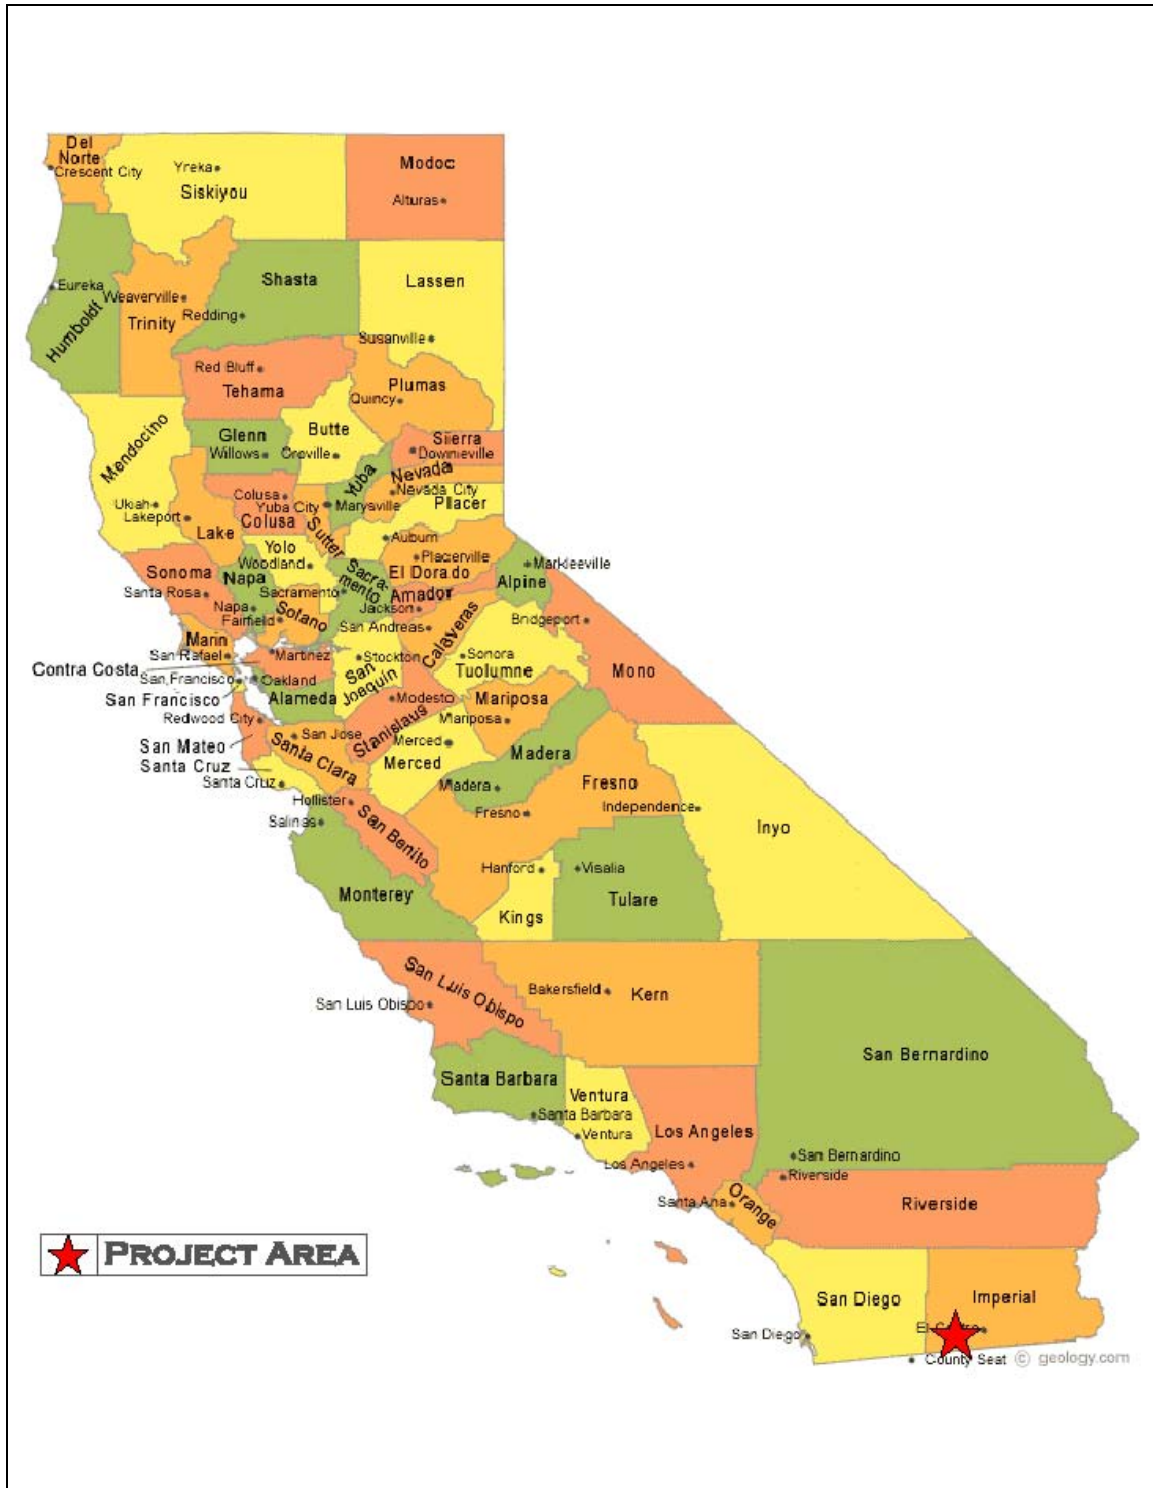 Del
Norte
Crescent City
Yreka
Siskiyou
Modoc
Alturas
Eureka
Humboldt
Weaverville
Trinity
Shasta
Redding
Lassen
Susanville
Red Bluff
Tehama
Plumas
Quincy
Mendocino
Ukiah
Lakeport
Glenn
Willows
Butte
Oroville
Sierra
Downieville
Yuba
Nevada
Nevada City
Colusa
Colusa
Yuba City
Marysville
Placer
Lake
Sutter
Auburn
Yolo
Woodland
Placerville
El Dorado
Sacra-
mento
Alpine
Markleeville
Sonoma
Santa Rosa
Napa
Napa
Sacramento
Solano
Fairfield
Amador
Jackson
San Andreas
Calaveras
Bridgeport
Marin
San Rafael
Contra Costa
Martinez
Stockton
San
Joaquin
Sonora
Tuolumne
Mono
San Francisco
Oakland
San Francisco
Alameda
Modesto
Stanislaus
Mariposa
Mariposa
Redwood City
San Jose
San Mateo
Santa Clara
Merced
Merced
Madera
Madera
Santa Cruz
Santa Cruz
Hollister
Salinas
San Benito
Fresno
Fresno
Independence
Inyo
Hanford
Visalia
Tulare
Kings
Monterey
San Luis Obispo
San Luis Obispo
Bakersfield
Kern
San Bernardino
Santa Barbara
Santa Barbara
Ventura
Ventura
Los Angeles
Los Angeles
San Bernardino
Riverside
Riverside
Santa Ana
Orange
PROJECT AREA
San Diego
San Diego
Imperial
County Seat © geology.com